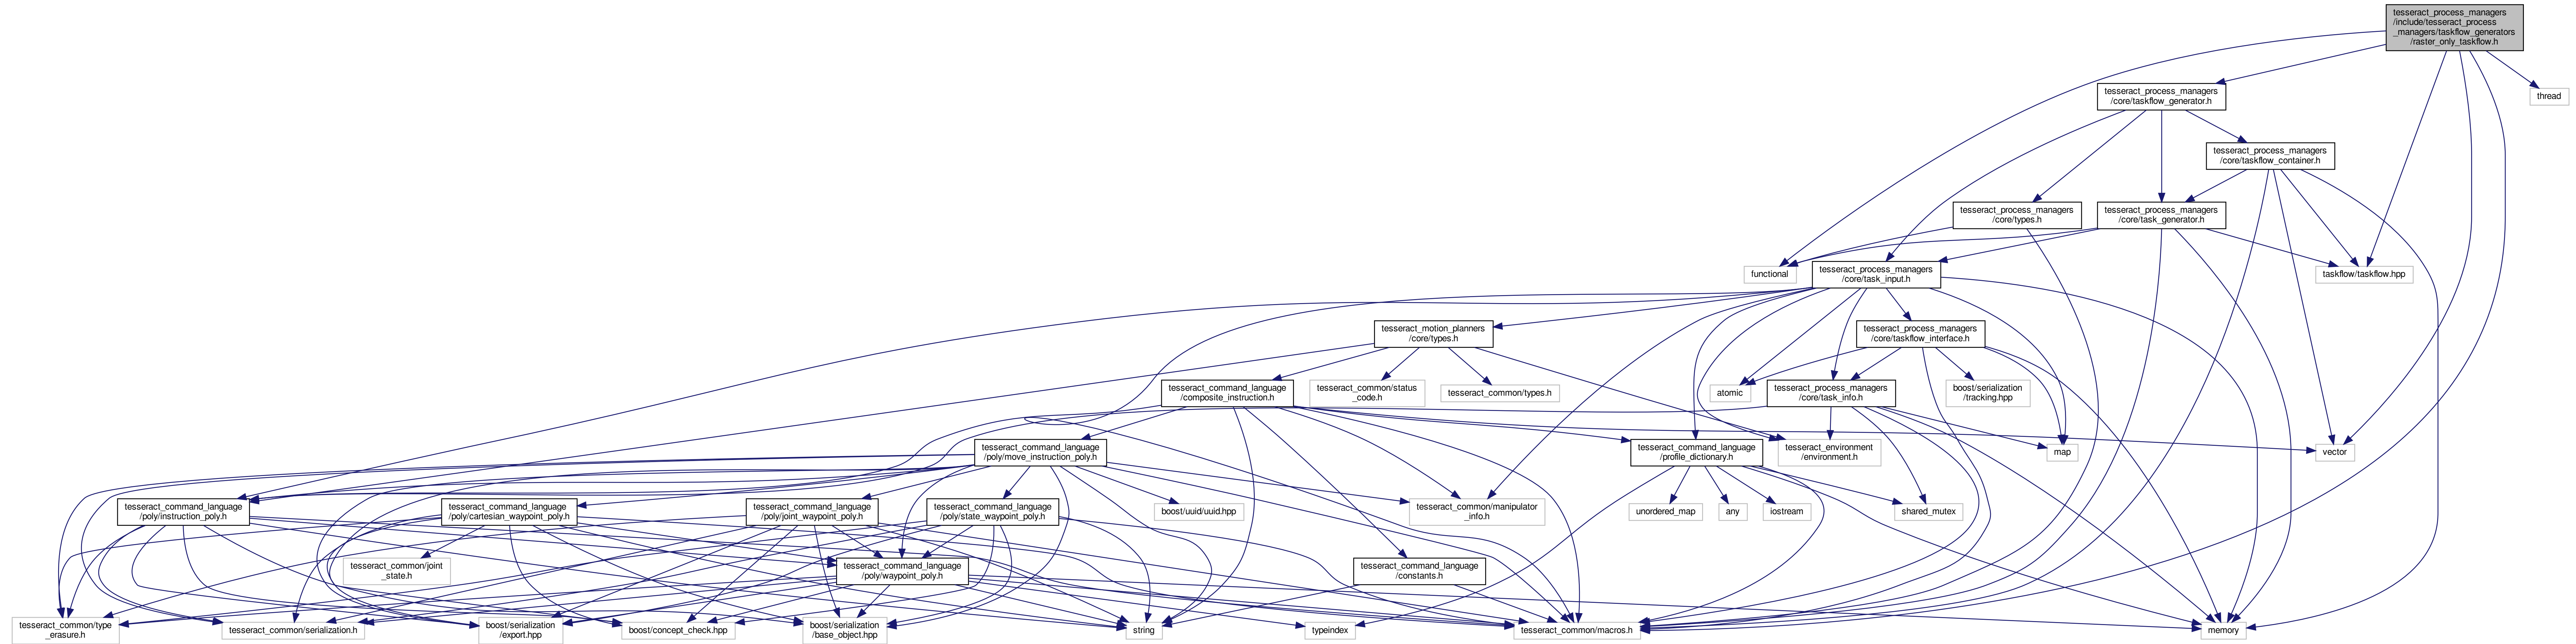 tesseract_process_managers
/include/tesseract_process
_managers/taskflow_generators
/raster_only_taskflow.h
tesseract_process_managers
/core/taskflow_generator.h
thread
tesseract_process_managers
/core/taskflow_container.h
tesseract_process_managers
/core/types.h
tesseract_process_managers
/core/task_generator.h
functional
tesseract_process_managers
/core/task_input.h
taskflow/taskflow.hpp
tesseract_motion_planners
/core/types.h
tesseract_process_managers
/core/taskflow_interface.h
tesseract_command_language
/composite_instruction.h
tesseract_common/status
_code.h
tesseract_common/types.h
atomic
tesseract_process_managers
/core/task_info.h
boost/serialization
/tracking.hpp
tesseract_command_language
/poly/move_instruction_poly.h
tesseract_command_language
/profile_dictionary.h
tesseract_environment
/environment.h
map
vector
tesseract_command_language
/poly/instruction_poly.h
tesseract_command_language
/poly/cartesian_waypoint_poly.h
tesseract_command_language
/poly/joint_waypoint_poly.h
tesseract_command_language
/poly/state_waypoint_poly.h
boost/uuid/uuid.hpp
tesseract_common/manipulator
_info.h
unordered_map
any
iostream
shared_mutex
tesseract_common/joint
_state.h
tesseract_command_language
/poly/waypoint_poly.h
tesseract_command_language
/constants.h
tesseract_common/type
_erasure.h
tesseract_common/serialization.h
boost/serialization
/export.hpp
boost/concept_check.hpp
boost/serialization
/base_object.hpp
string
typeindex
tesseract_common/macros.h
memory